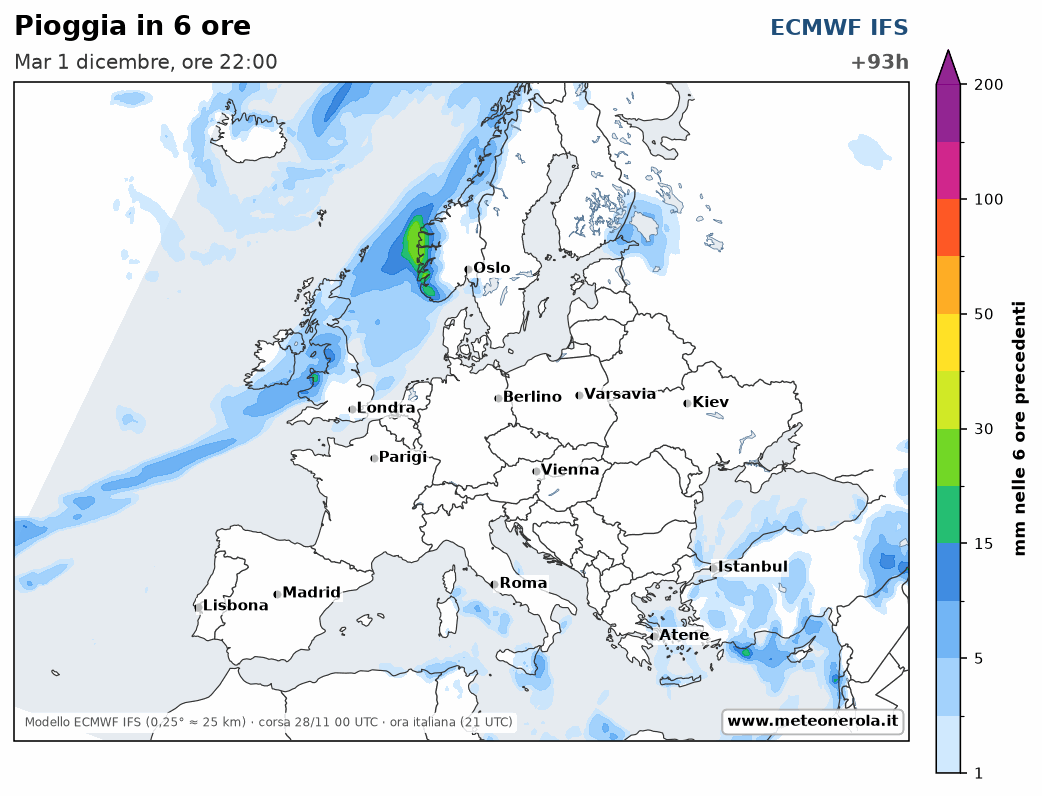 Pioggia in 6 ore
ECMWF IFS
Mar 1 dicembre, ore 22:00
+93h
200
100
50
30
15
5
1
mm nelle 6 ore precedenti
Oslo
Londra
Berlino
Varsavia
Kiev
Parigi
Vienna
Istanbul
Roma
Madrid
Lisbona
Atene
Modello ECMWF IFS (0,25° ≈ 25 km) · corsa 28/11 00 UTC · ora italiana (21 UTC)
www.meteonerola.it